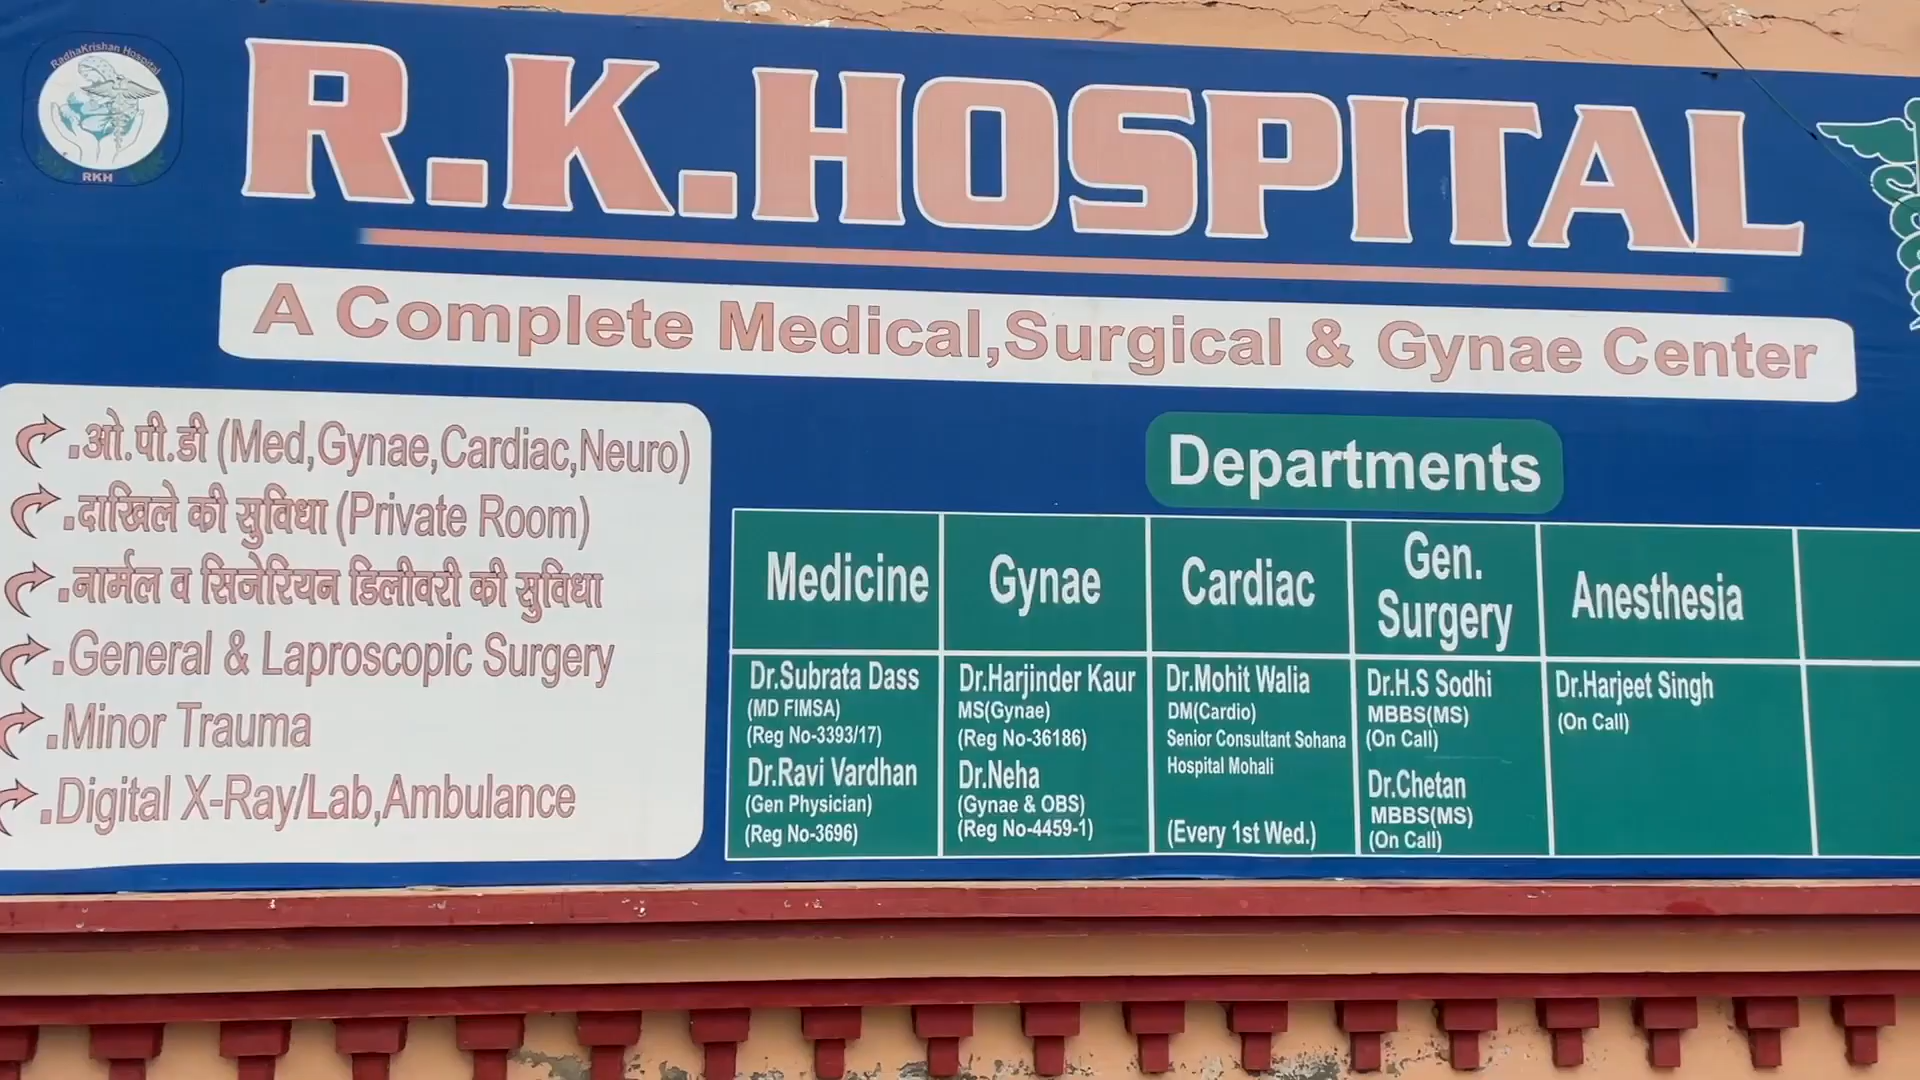 RadhaKrishan Hospital
RKH
R.K.HOSPITAL
A Complete Medical,Surgical & Gynae Center
.ओ.पी.डी (Med,Gynae,Cardiac,Neuro)
.दाखिले की सुविधा (Private Room)
.नार्मल व सिजेरियन डिलीवरी की सुविधा
.General & Laproscopic Surgery
.Minor Trauma
.Digital X-Ray/Lab,Ambulance
Departments
Medicine
Dr.Subrata Dass
(MD FIMSA)
(Reg No-3393/17)
Dr.Ravi Vardhan
(Gen Physician)
(Reg No-3696)
Gynae
Dr.Harjinder Kaur
MS(Gynae)
(Reg No-36186)
Dr.Neha
(Gynae & OBS)
(Reg No-4459-1)
Cardiac
Dr.Mohit Walia
DM(Cardio)
Senior Consultant Sohana
Hospital Mohali
(Every 1st Wed.)
Gen.
Surgery
Dr.H.S Sodhi
MBBS(MS)
(On Call)
Dr.Chetan
MBBS(MS)
(On Call)
Anesthesia
Dr.Harjeet Singh
(On Call)